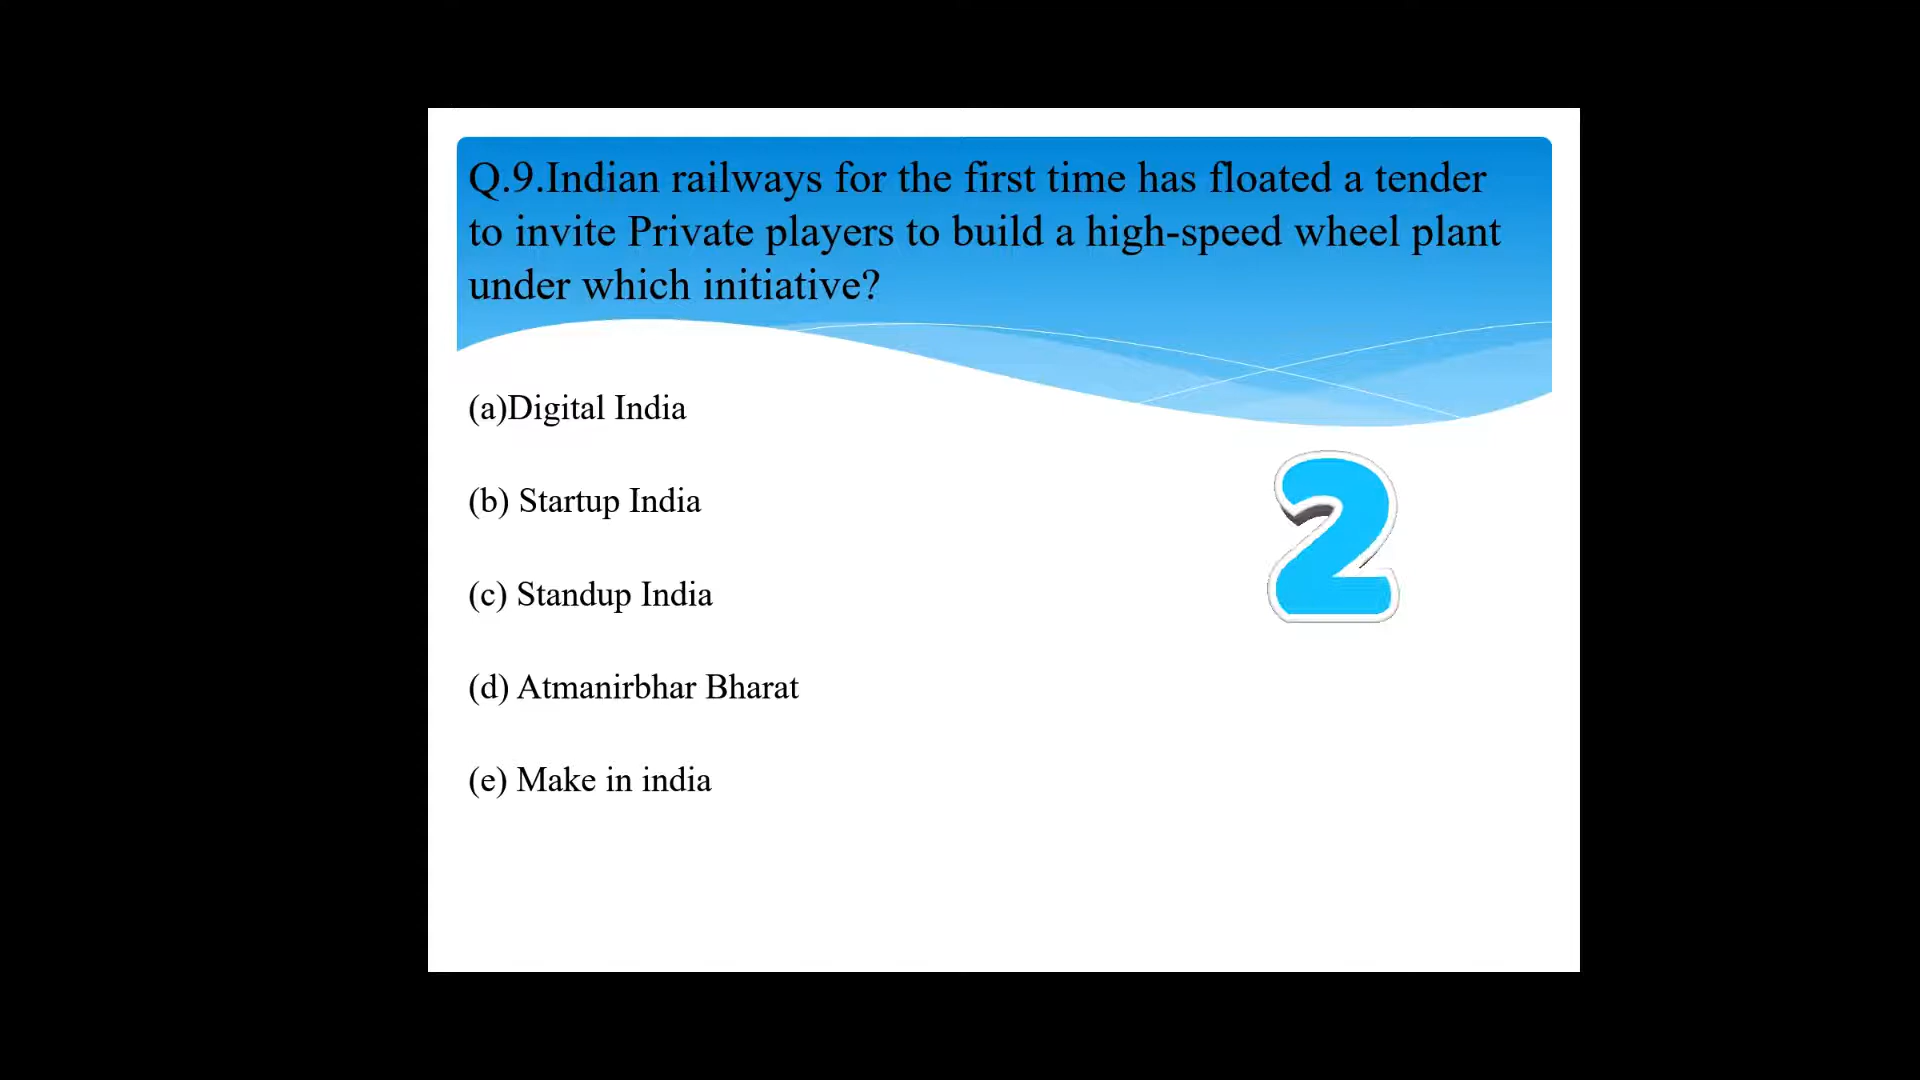 Q.9.Indian railways for the first time has floated a tender
to invite Private players to build a high-speed wheel plant
under which initiative?
(a)Digital India
(b) Startup India
2
(c) Standup India
(d) Atmanirbhar Bharat
(e) Make in india